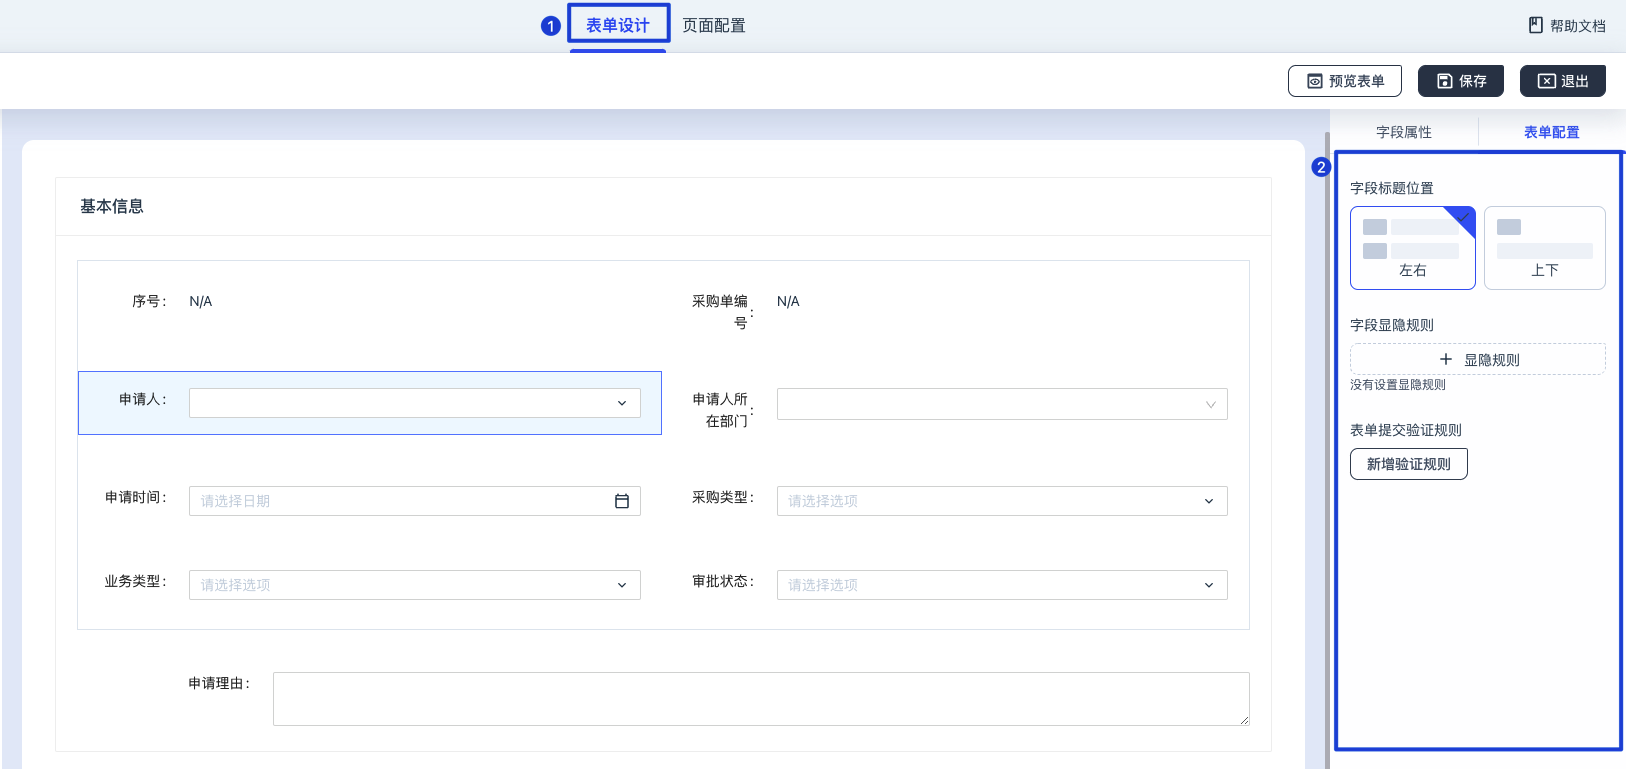 1 表单设计 页面配置 帮助文档
预览表单 保存 退出
字段属性 表单配置
2
字段标题位置
左右 上下
字段显隐规则
显隐规则
没有设置显隐规则
表单提交验证规则
新增验证规则
基本信息
序号: N/A
采购单编
号: N/A
申请人:
申请人所
在部门:
申请时间: 请选择日期
采购类型: 请选择选项
业务类型: 请选择选项
审批状态: 请选择选项
申请理由: